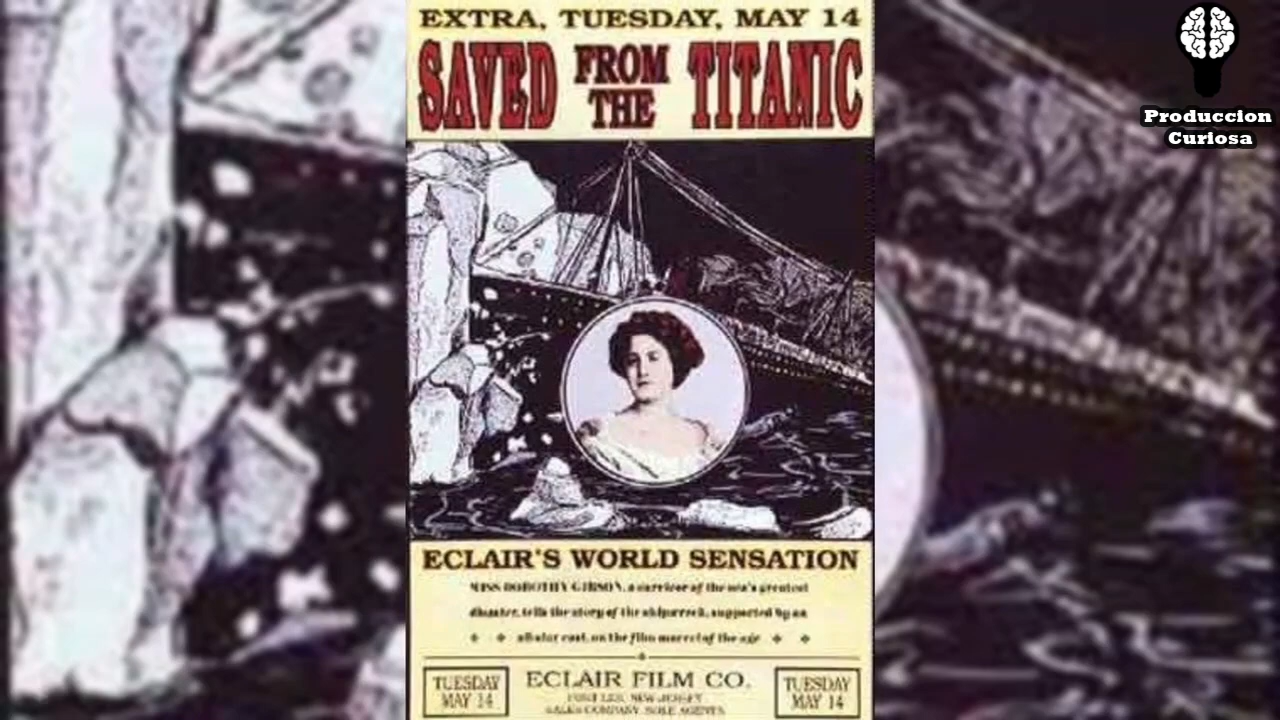 EXTRA, TUESDAY, MAY 14
SAVED FROM THE TITANIC
Produccion
Curiosa
ECLAIR'S WORLD SENSATION
MISS DOROTHY GIBSON, a survivor of the sea's greatest
disaster, tells the story of the shipwreck, supported by an
all-star cast, on the film marvel of the age
TUESDAY
MAY 14
ECLAIR FILM CO.
FORT LEE, NEW JERSEY
SALES COMPANY, SOLE AGENTS
TUESDAY
MAY 14